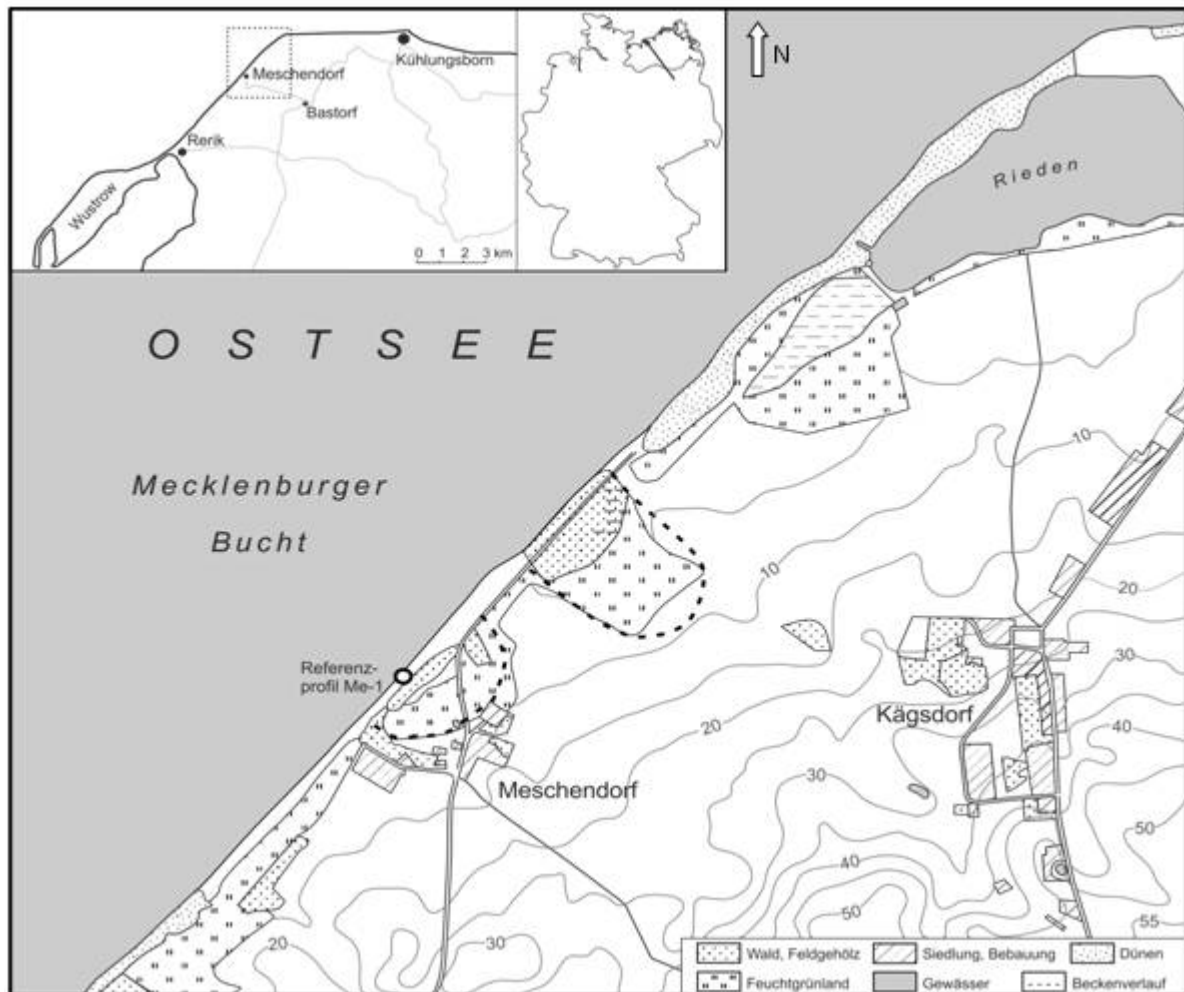 Kühlungsborn
Meschendorf
Bastorf
Rerik
Wustrow
0 1 2 3 km
N
Rieden
OSTSEE
10
Mecklenburger
Bucht
10
20
Referenz-
profil Me-1
30
Kägsdorf
40
20
Meschendorf
30
50
40
50
20
30
55
Wald, Feldgehölz
Siedlung, Bebauung
Dünen
Feuchtgrünland
Gewässer
Beckenverlauf